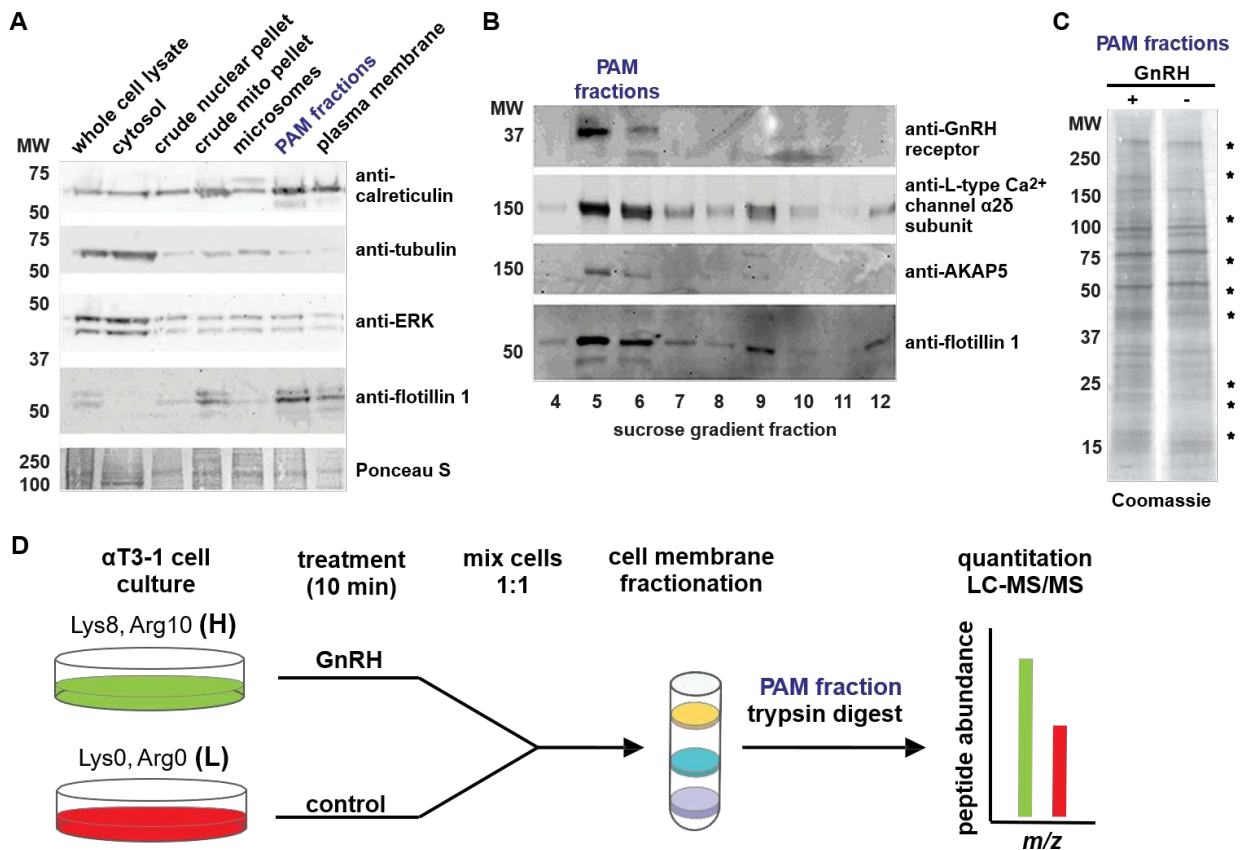 A
whole cell lysate
cytosol
crude nuclear pellet
crude mito pellet
microsomes
PAM fractions
plasma membrane
MW
75
50
anti-
calreticulin
75
50
anti-tubulin
50
37
anti-ERK
50
anti-flotillin 1
250
100
Ponceau S
B
PAM
fractions
MW
37
anti-GnRH
receptor
150
anti-L-type Ca2+
channel α2δ
subunit
150
anti-AKAP5
50
anti-flotillin 1
4 5 6 7 8 9 10 11 12
sucrose gradient fraction
C
PAM fractions
GnRH
+ -
MW
250 *
150 *
100 *
75 *
50 *
37 *
25 *
*
15 *
Coomassie
D
αT3-1 cell
culture
treatment
(10 min)
mix cells
1:1
cell membrane
fractionation
quantitation
LC-MS/MS
Lys8, Arg10 (H)
GnRH
Lys0, Arg0 (L)
control
PAM fraction
trypsin digest
peptide abundance
m/z